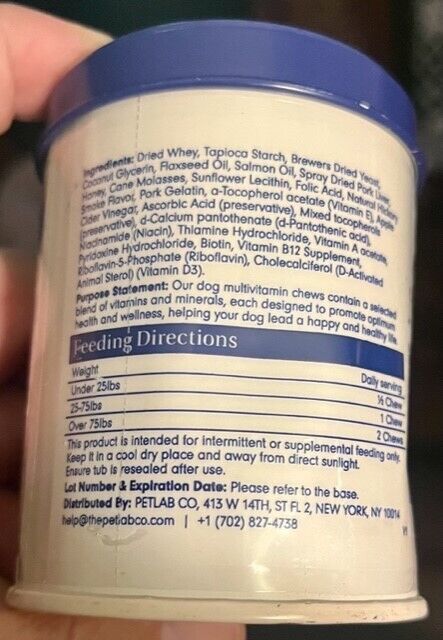 Ingredients: Dried Whey, Tapioca Starch, Brewers Dried Yeast,
Coconut Glycerin, Flaxseed Oil, Salmon Oil, Spray Dried Pork Liver,
Honey, Cane Molasses, Sunflower Lecithin, Folic Acid, Natural Hickory
Smoke Flavor, Pork Gelatin, a-Tocopherol acetate (Vitamin E), Apple
Cider Vinegar, Ascorbic Acid (preservative), Mixed tocopherols
(preservative), d-Calcium pantothenate (d-Pantothenic acid),
Niacinamide (Niacin), Thiamine Hydrochloride, Vitamin A acetate,
Pyridoxine Hydrochloride, Biotin, Vitamin B12 Supplement,
Riboflavin-5-Phosphate (Riboflavin), Cholecalciferol (D-Activated
Animal Sterol) (Vitamin D3).
Purpose Statement: Our dog multivitamin chews contain a selected
blend of vitamins and minerals, each designed to promote optimum
health and wellness, helping your dog lead a happy and healthy life.
Feeding Directions
Weight Daily serving
Under 25lbs ½ Chew
25-75lbs 1 Chew
Over 75lbs 2 Chews
This product is intended for intermittent or supplemental feeding only.
Keep it in a cool dry place and away from direct sunlight.
Ensure tub is resealed after use.
Lot Number & Expiration Date: Please refer to the base.
Distributed By: PETLAB CO, 413 W 14TH, ST FL 2, NEW YORK, NY 10014
help@thepetlabco.com | +1 (702) 827-4738